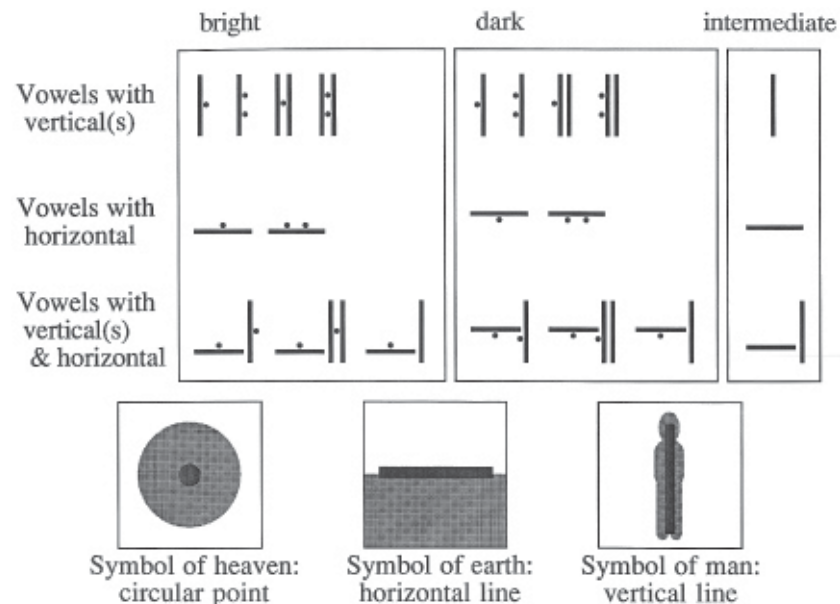 bright dark intermediate
Vowels with
vertical(s)
Vowels with
horizontal
Vowels with
vertical(s)
& horizontal
Symbol of heaven:
circular point
Symbol of earth:
horizontal line
Symbol of man:
vertical line